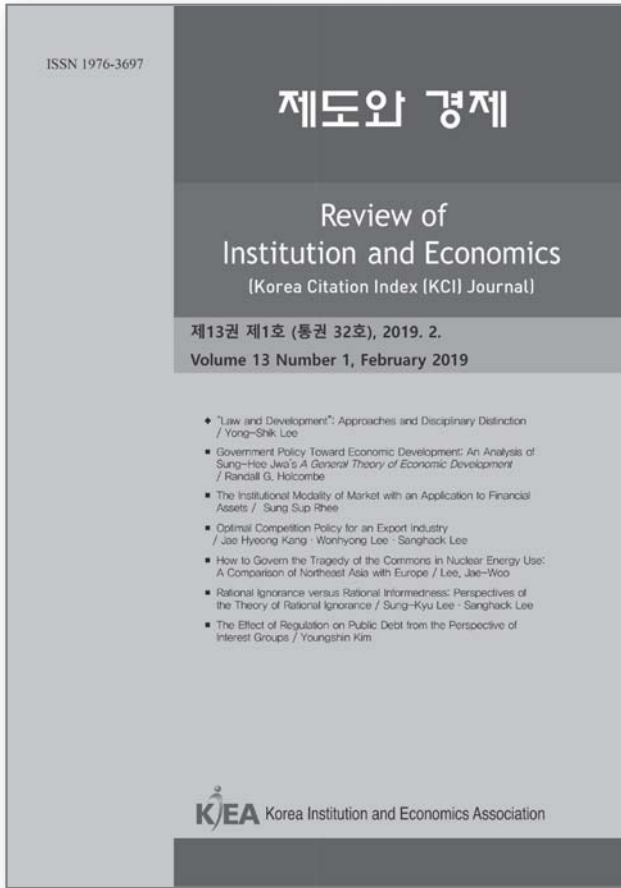 ISSN 1976-3697
제도와 경제
Review of
Institution and Economics
(Korea Citation Index (KCI) Journal)
제13권 제1호 (통권 32호), 2019. 2.
Volume 13 Number 1, February 2019
◆ "Law and Development": Approaches and Disciplinary Distinction
/ Yong-Shik Lee
■ Government Policy Toward Economic Development: An Analysis of
Sung-Hee Jwa's A General Theory of Economic Development
/ Randall G. Holcombe
■ The Institutional Modality of Market with an Application to Financial
Assets / Sung Sup Rhee
■ Optimal Competition Policy for an Export Industry
/ Jae Hyeong Kang · Wonhyong Lee · Sanghack Lee
■ How to Govern the Tragedy of the Commons in Nuclear Energy Use:
A Comparison of Northeast Asia with Europe / Lee, Jae-Woo
■ Rational Ignorance versus Rational Informedness: Perspectives of
the Theory of Rational Ignorance / Sung-Kyu Lee · Sanghack Lee
■ The Effect of Regulation on Public Debt from the Perspective of
Interest Groups / Youngshin Kim
KIEA Korea Institution and Economics Association